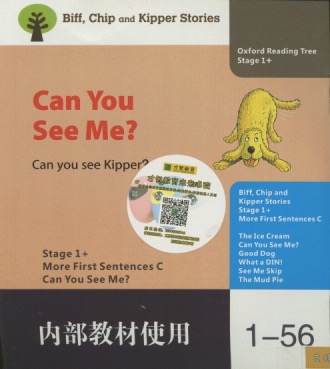 Biff, Chip and Kipper Stories
Oxford Reading Tree
Stage 1+
Can You
See Me?
Can you see Kipper?
Biff, Chip and
Kipper Stories
Stage 1+
More First Sentences C
The Ice Cream
Can You See Me?
Good Dog
What a DIN!
See Me Skip
The Mud Pie
Stage 1+
More First Sentences C
Can You See Me?
内部教材使用
1-56